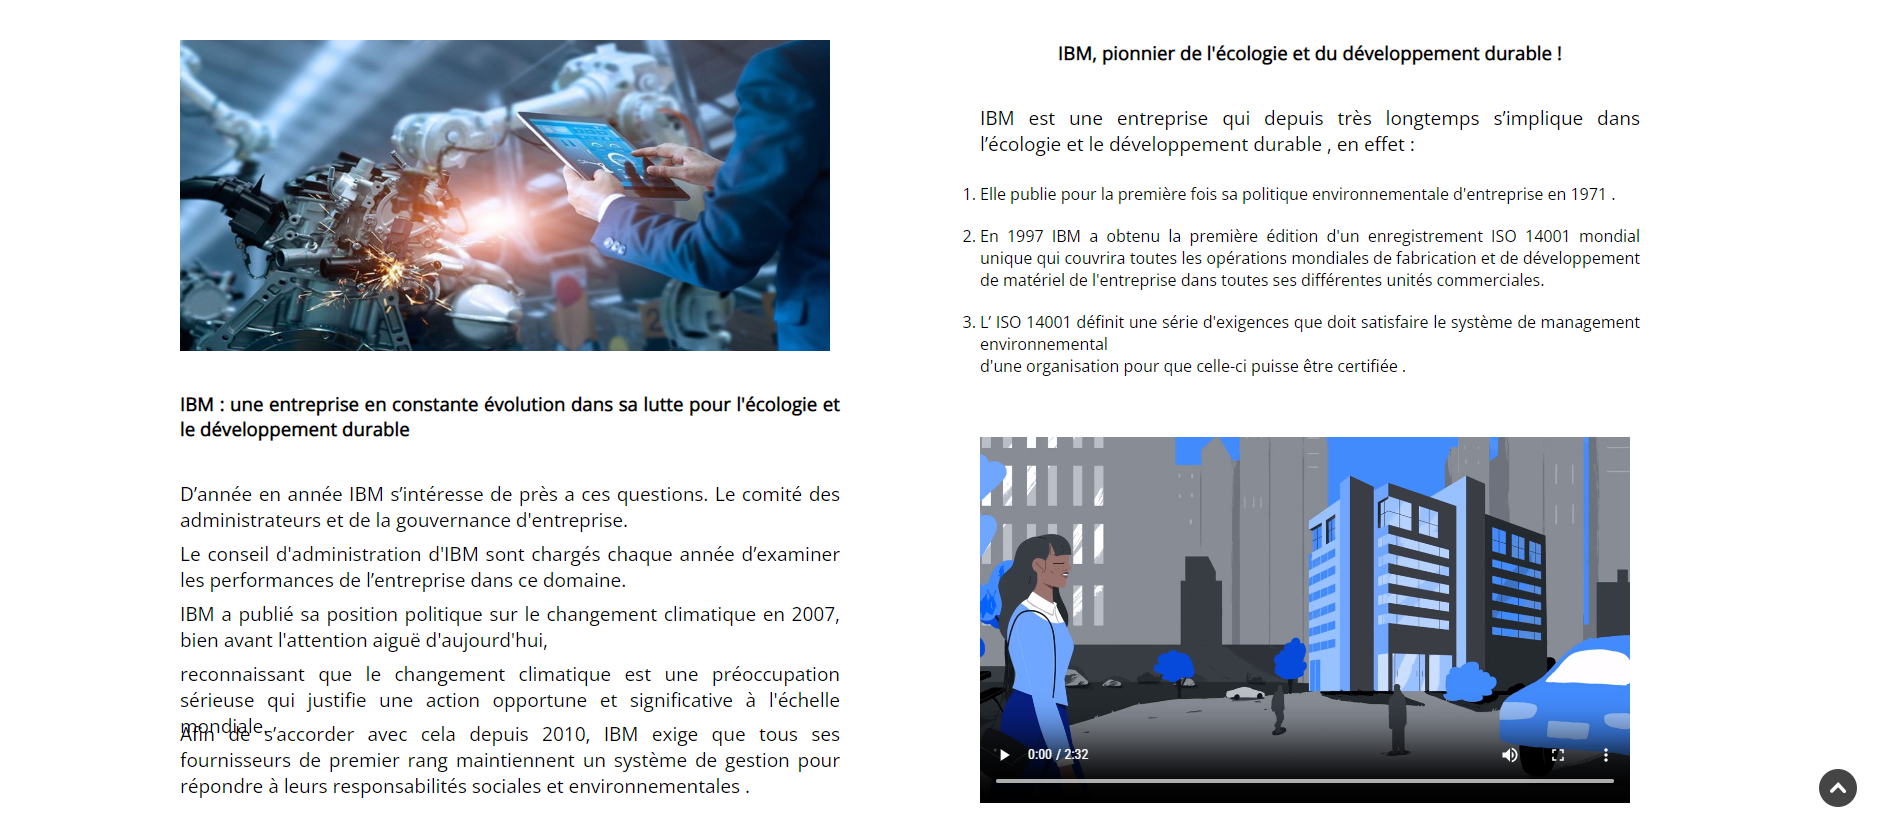 IBM : une entreprise en constante évolution dans sa lutte pour l'écologie et
le développement durable
D’année en année IBM s’intéresse de près a ces questions. Le comité des
administrateurs et de la gouvernance d'entreprise.
Le conseil d'administration d'IBM sont chargés chaque année d’examiner
les performances de l’entreprise dans ce domaine.
IBM a publié sa position politique sur le changement climatique en 2007,
bien avant l'attention aiguë d'aujourd'hui,
reconnaissant que le changement climatique est une préoccupation
sérieuse qui justifie une action opportune et significative à l'échelle
mondiale.
Afin de s’accorder avec cela depuis 2010, IBM exige que tous ses
fournisseurs de premier rang maintiennent un système de gestion pour
répondre à leurs responsabilités sociales et environnementales .
IBM, pionnier de l'écologie et du développement durable !
IBM est une entreprise qui depuis très longtemps s’implique dans
l’écologie et le développement durable , en effet :
1. Elle publie pour la première fois sa politique environnementale d'entreprise en 1971 .
2. En 1997 IBM a obtenu la première édition d'un enregistrement ISO 14001 mondial
unique qui couvrira toutes les opérations mondiales de fabrication et de développement
de matériel de l'entreprise dans toutes ses différentes unités commerciales.
3. L’ ISO 14001 définit une série d'exigences que doit satisfaire le système de management
environnemental
d'une organisation pour que celle-ci puisse être certifiée .
0:00 / 2:32